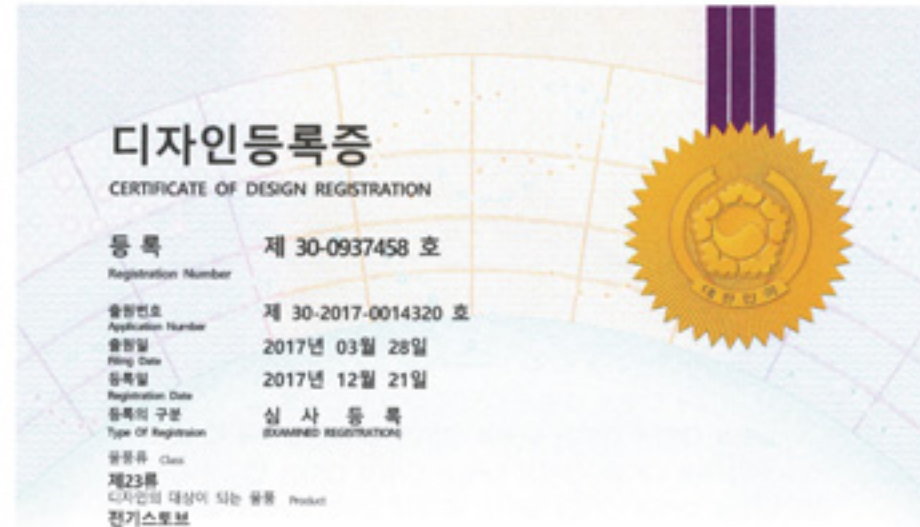 디자인등록증
CERTIFICATE OF DESIGN REGISTRATION
등 록 제 30-0937458 호
Registration Number
출원번호 제 30-2017-0014320 호
Application Number
출원일 2017년 03월 28일
Filing Date
등록일 2017년 12월 21일
Registration Date
등록의 구분 심 사 등 록
Type Of Registraion (EXAMINED REGISTRATION)
물품류 Class
제23류
디자인의 대상이 되는 물품 Product
전기스토브
대한민국